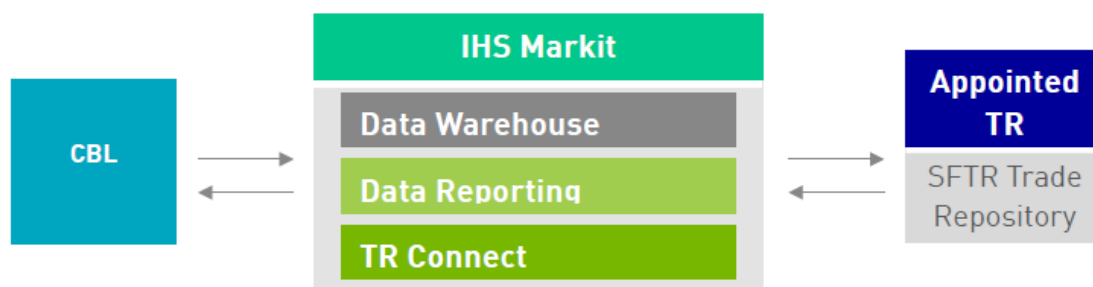 CBL
IHS Markit
Data Warehouse
Data Reporting
TR Connect
Appointed
TR
SFTR Trade
Repository